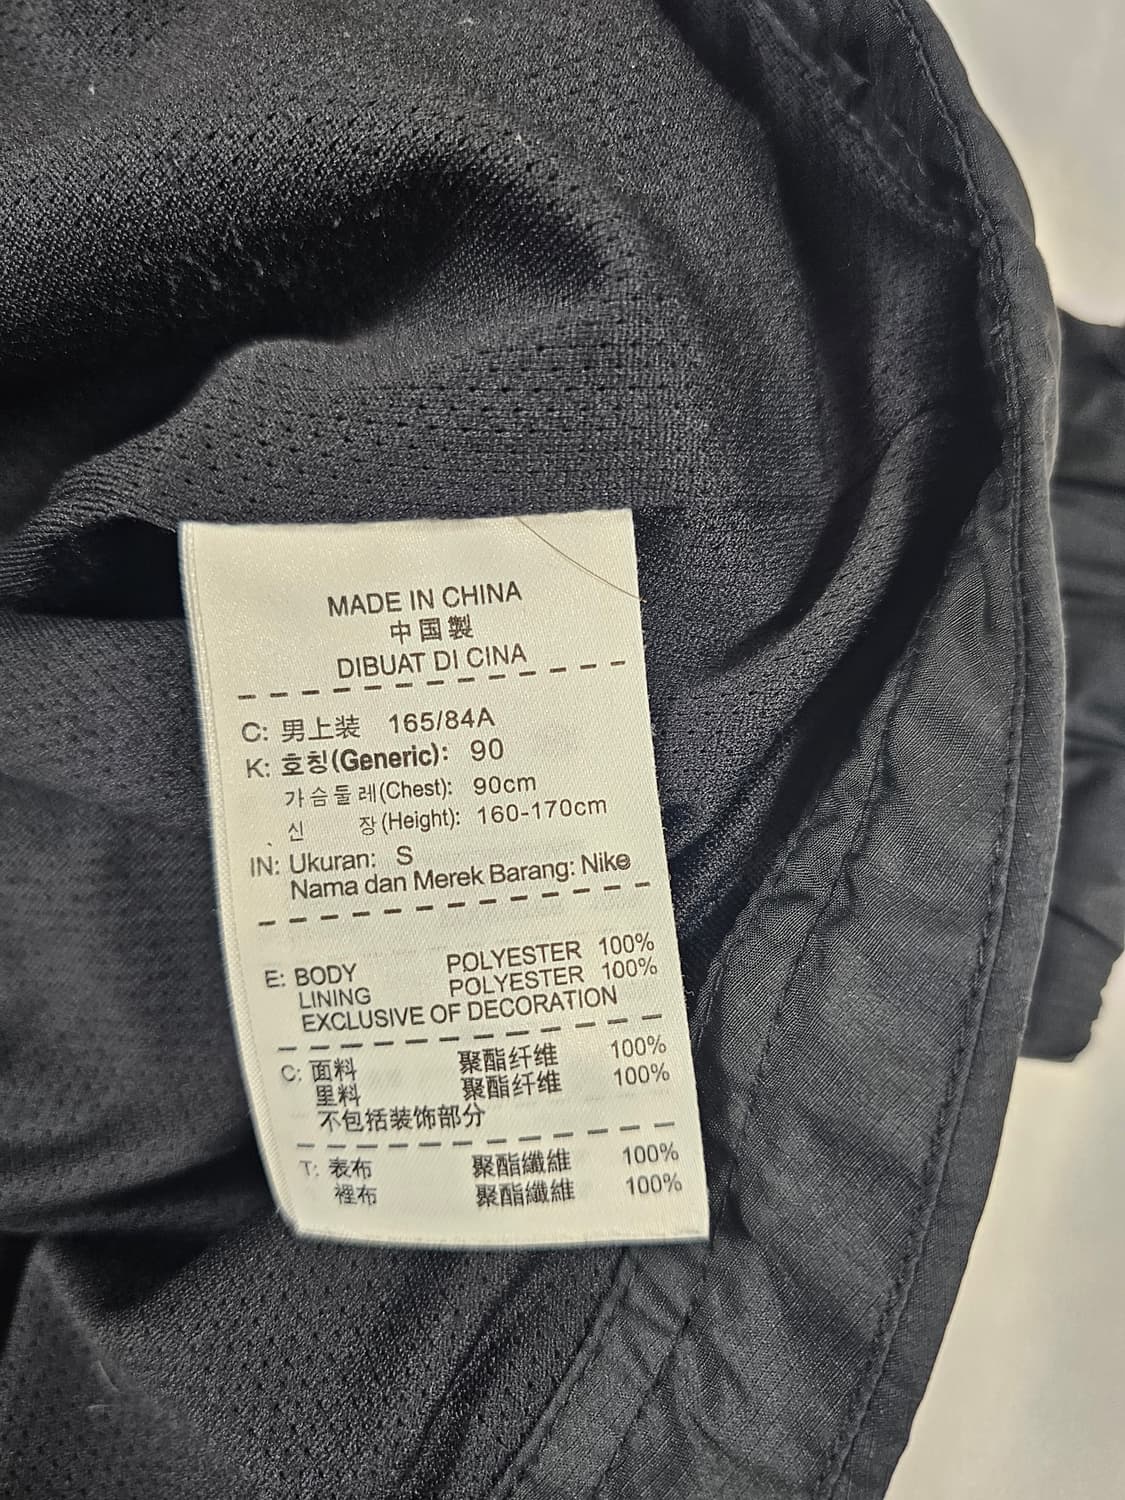 MADE IN CHINA
中国製
DIBUAT DI CINA
C: 男上装 165/84A
K: 호칭(Generic): 90
가슴둘레(Chest): 90cm
신 장(Height): 160-170cm
IN: Ukuran: S
Nama dan Merek Barang: Nike
E: BODY POLYESTER 100%
LINING POLYESTER 100%
EXCLUSIVE OF DECORATION
C: 面料 聚酯纤维 100%
里料 聚酯纤维 100%
不包括装饰部分
T: 表布 聚酯纖維 100%
裡布 聚酯纖維 100%